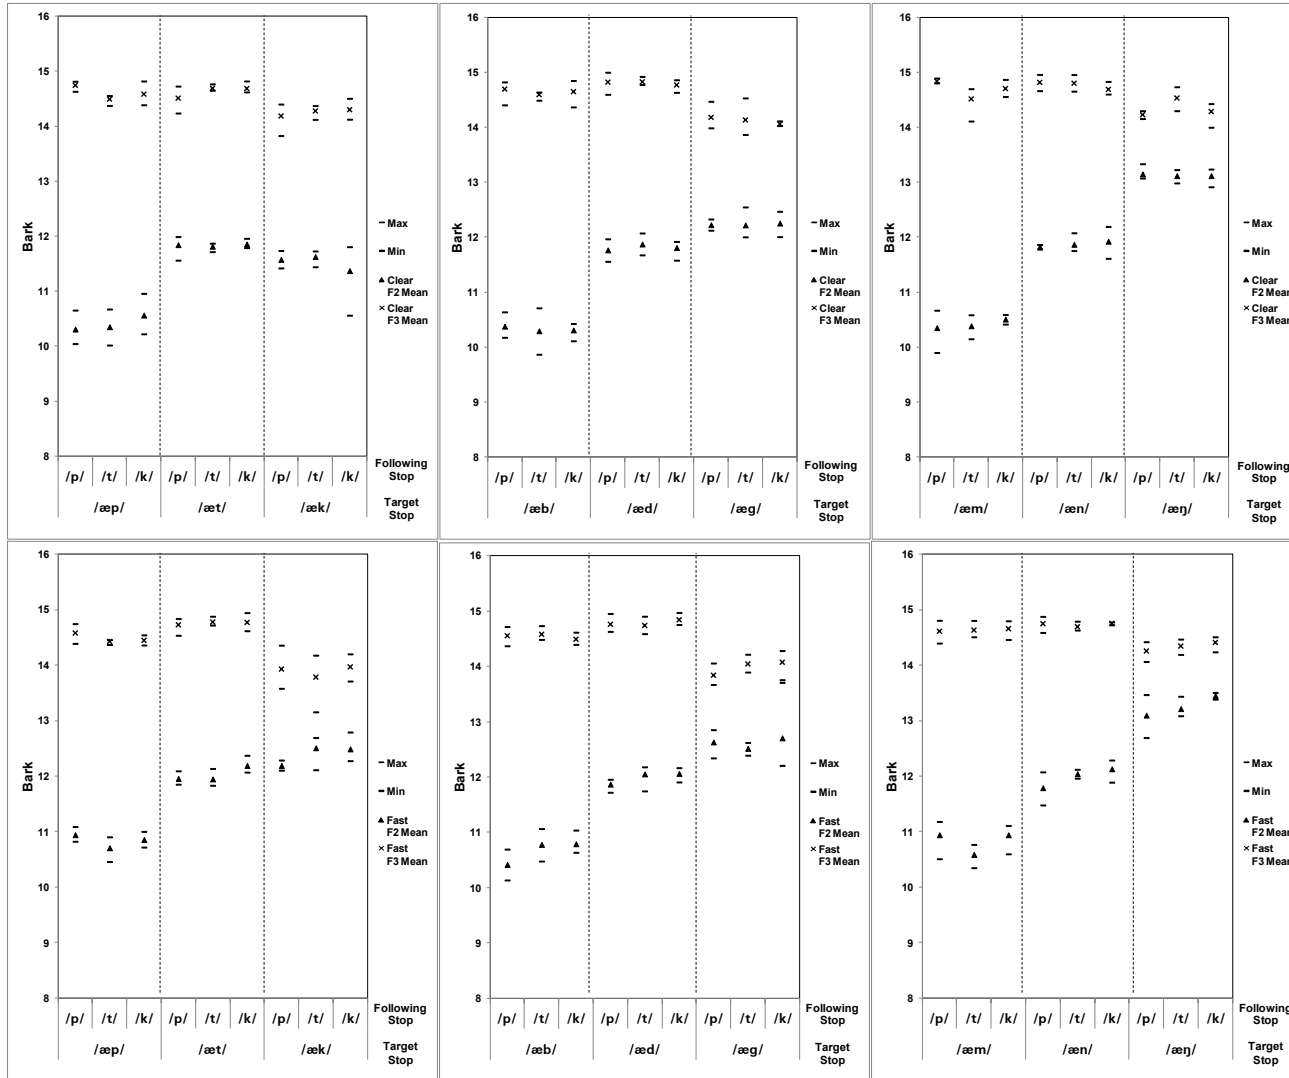 16
15
14
13
12
11
10
9
8
Bark
Max
Min
Clear
F2 Mean
Clear
F3 Mean
/p/ /t/ /k/ /p/ /t/ /k/ /p/ /t/ /k/
Following
Stop
/æp/ /æt/ /æk/
Target
Stop
16
15
14
13
12
11
10
9
8
Bark
Max
Min
Clear
F2 Mean
Clear
F3 Mean
/p/ /t/ /k/ /p/ /t/ /k/ /p/ /t/ /k/
Following
Stop
/æb/ /æd/ /æg/
Target
Stop
16
15
14
13
12
11
10
9
8
Bark
Max
Min
Clear
F2 Mean
Clear
F3 Mean
/p/ /t/ /k/ /p/ /t/ /k/ /p/ /t/ /k/
Following
Stop
/æm/ /æn/ /æŋ/
Target
Stop
16
15
14
13
12
11
10
9
8
Bark
Max
Min
Fast
F2 Mean
Fast
F3 Mean
/p/ /t/ /k/ /p/ /t/ /k/ /p/ /t/ /k/
Following
Stop
/æp/ /æt/ /æk/
Target
Stop
16
15
14
13
12
11
10
9
8
Bark
Max
Min
Fast
F2 Mean
Fast
F3 Mean
/p/ /t/ /k/ /p/ /t/ /k/ /p/ /t/ /k/
Following
Stop
/æb/ /æd/ /æg/
Target
Stop
16
15
14
13
12
11
10
9
8
Bark
Max
Min
Fast
F2 Mean
Fast
F3 Mean
/p/ /t/ /k/ /p/ /t/ /k/ /p/ /t/ /k/
Following
Stop
/æm/ /æn/ /æŋ/
Target
Stop